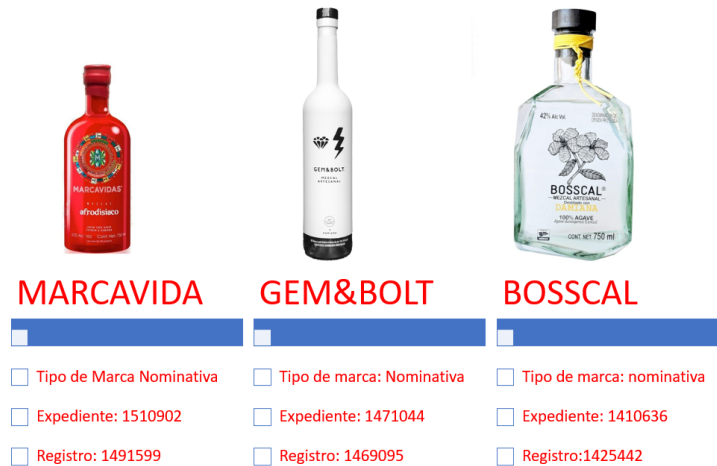 MARCAVIDAS
MEZCAL
afrodisiaco
GEM&BOLT
MEZCAL
ARTESANAL
42% Alc. Vol.
BOSSCAL®
MEZCAL ARTESANAL
DAMIANA
100% AGAVE
CONT. NET 750 ml
MARCAVIDA
GEM&BOLT
BOSSCAL
Tipo de Marca Nominativa
Tipo de marca: Nominativa
Tipo de marca: nominativa
Expediente: 1510902
Expediente: 1471044
Expediente: 1410636
Registro: 1491599
Registro: 1469095
Registro:1425442